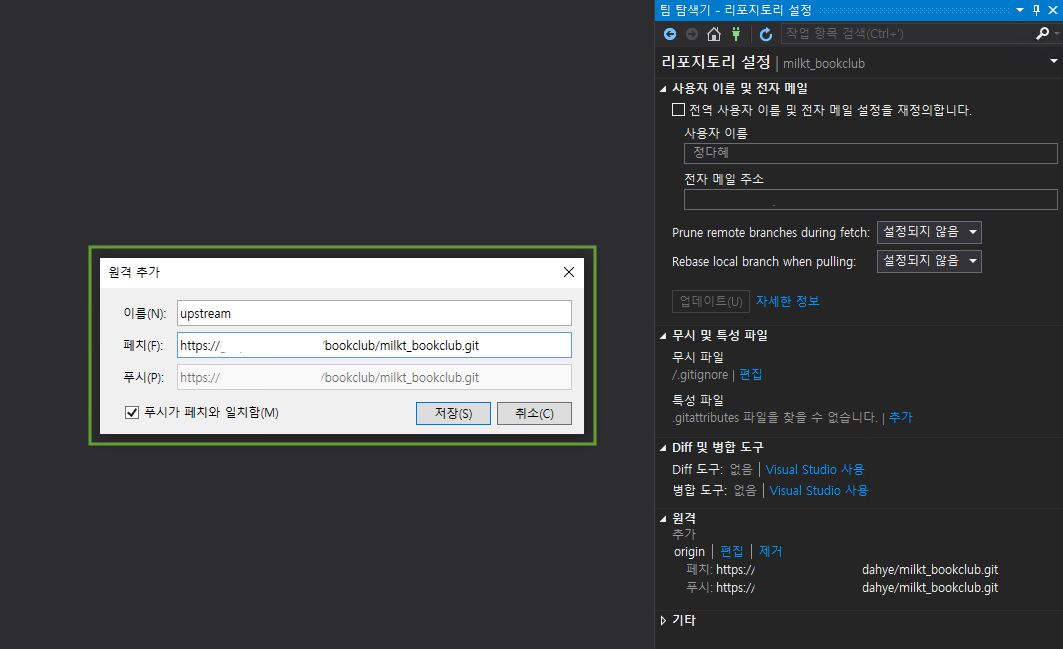 팀 탐색기 - 리포지토리 설정
작업 항목 검색(Ctrl+')
리포지토리 설정 | milkt_bookclub
사용자 이름 및 전자 메일
전역 사용자 이름 및 전자 메일 설정을 재정의합니다.
사용자 이름
정다혜
전자 메일 주소
Prune remote branches during fetch: 설정되지 않음
Rebase local branch when pulling: 설정되지 않음
업데이트(U) 자세한 정보
무시 및 특성 파일
무시 파일
/.gitignore | 편집
특성 파일
.gitattributes 파일을 찾을 수 없습니다. | 추가
Diff 및 병합 도구
Diff 도구: 없음 | Visual Studio 사용
병합 도구: 없음 | Visual Studio 사용
원격
추가
origin | 편집 | 제거
페치: https:// dahye/milkt_bookclub.git
푸시: https:// dahye/milkt_bookclub.git
기타
원격 추가
이름(N): upstream
페치(F): https:// /bookclub/milkt_bookclub.git
푸시(P): https:// /bookclub/milkt_bookclub.git
푸시가 페치와 일치함(M) 저장(S) 취소(C)